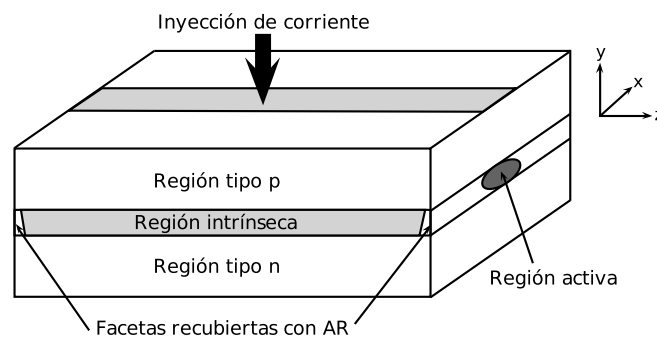 Inyección de corriente
y
x
z
Región tipo p
Región intrínseca
Región tipo n
Región activa
Facetas recubiertas con AR